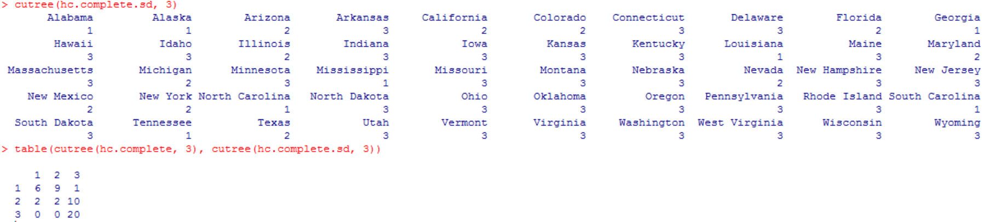 > cutree(hc.complete.sd, 3)
Alabama Alaska Arizona Arkansas California Colorado Connecticut Delaware Florida Georgia
1 1 2 3 2 2 3 3 2 1
Hawaii Idaho Illinois Indiana Iowa Kansas Kentucky Louisiana Maine Maryland
3 3 2 3 3 3 3 1 3 2
Massachusetts Michigan Minnesota Mississippi Missouri Montana Nebraska Nevada New Hampshire New Jersey
3 2 3 1 3 3 3 2 3 3
New Mexico New York North Carolina North Dakota Ohio Oklahoma Oregon Pennsylvania Rhode Island South Carolina
2 2 1 3 3 3 3 3 3 1
South Dakota Tennessee Texas Utah Vermont Virginia Washington West Virginia Wisconsin Wyoming
3 1 2 3 3 3 3 3 3 3
> table(cutree(hc.complete, 3), cutree(hc.complete.sd, 3))
1 2 3
1 6 9 1
2 2 2 10
3 0 0 20